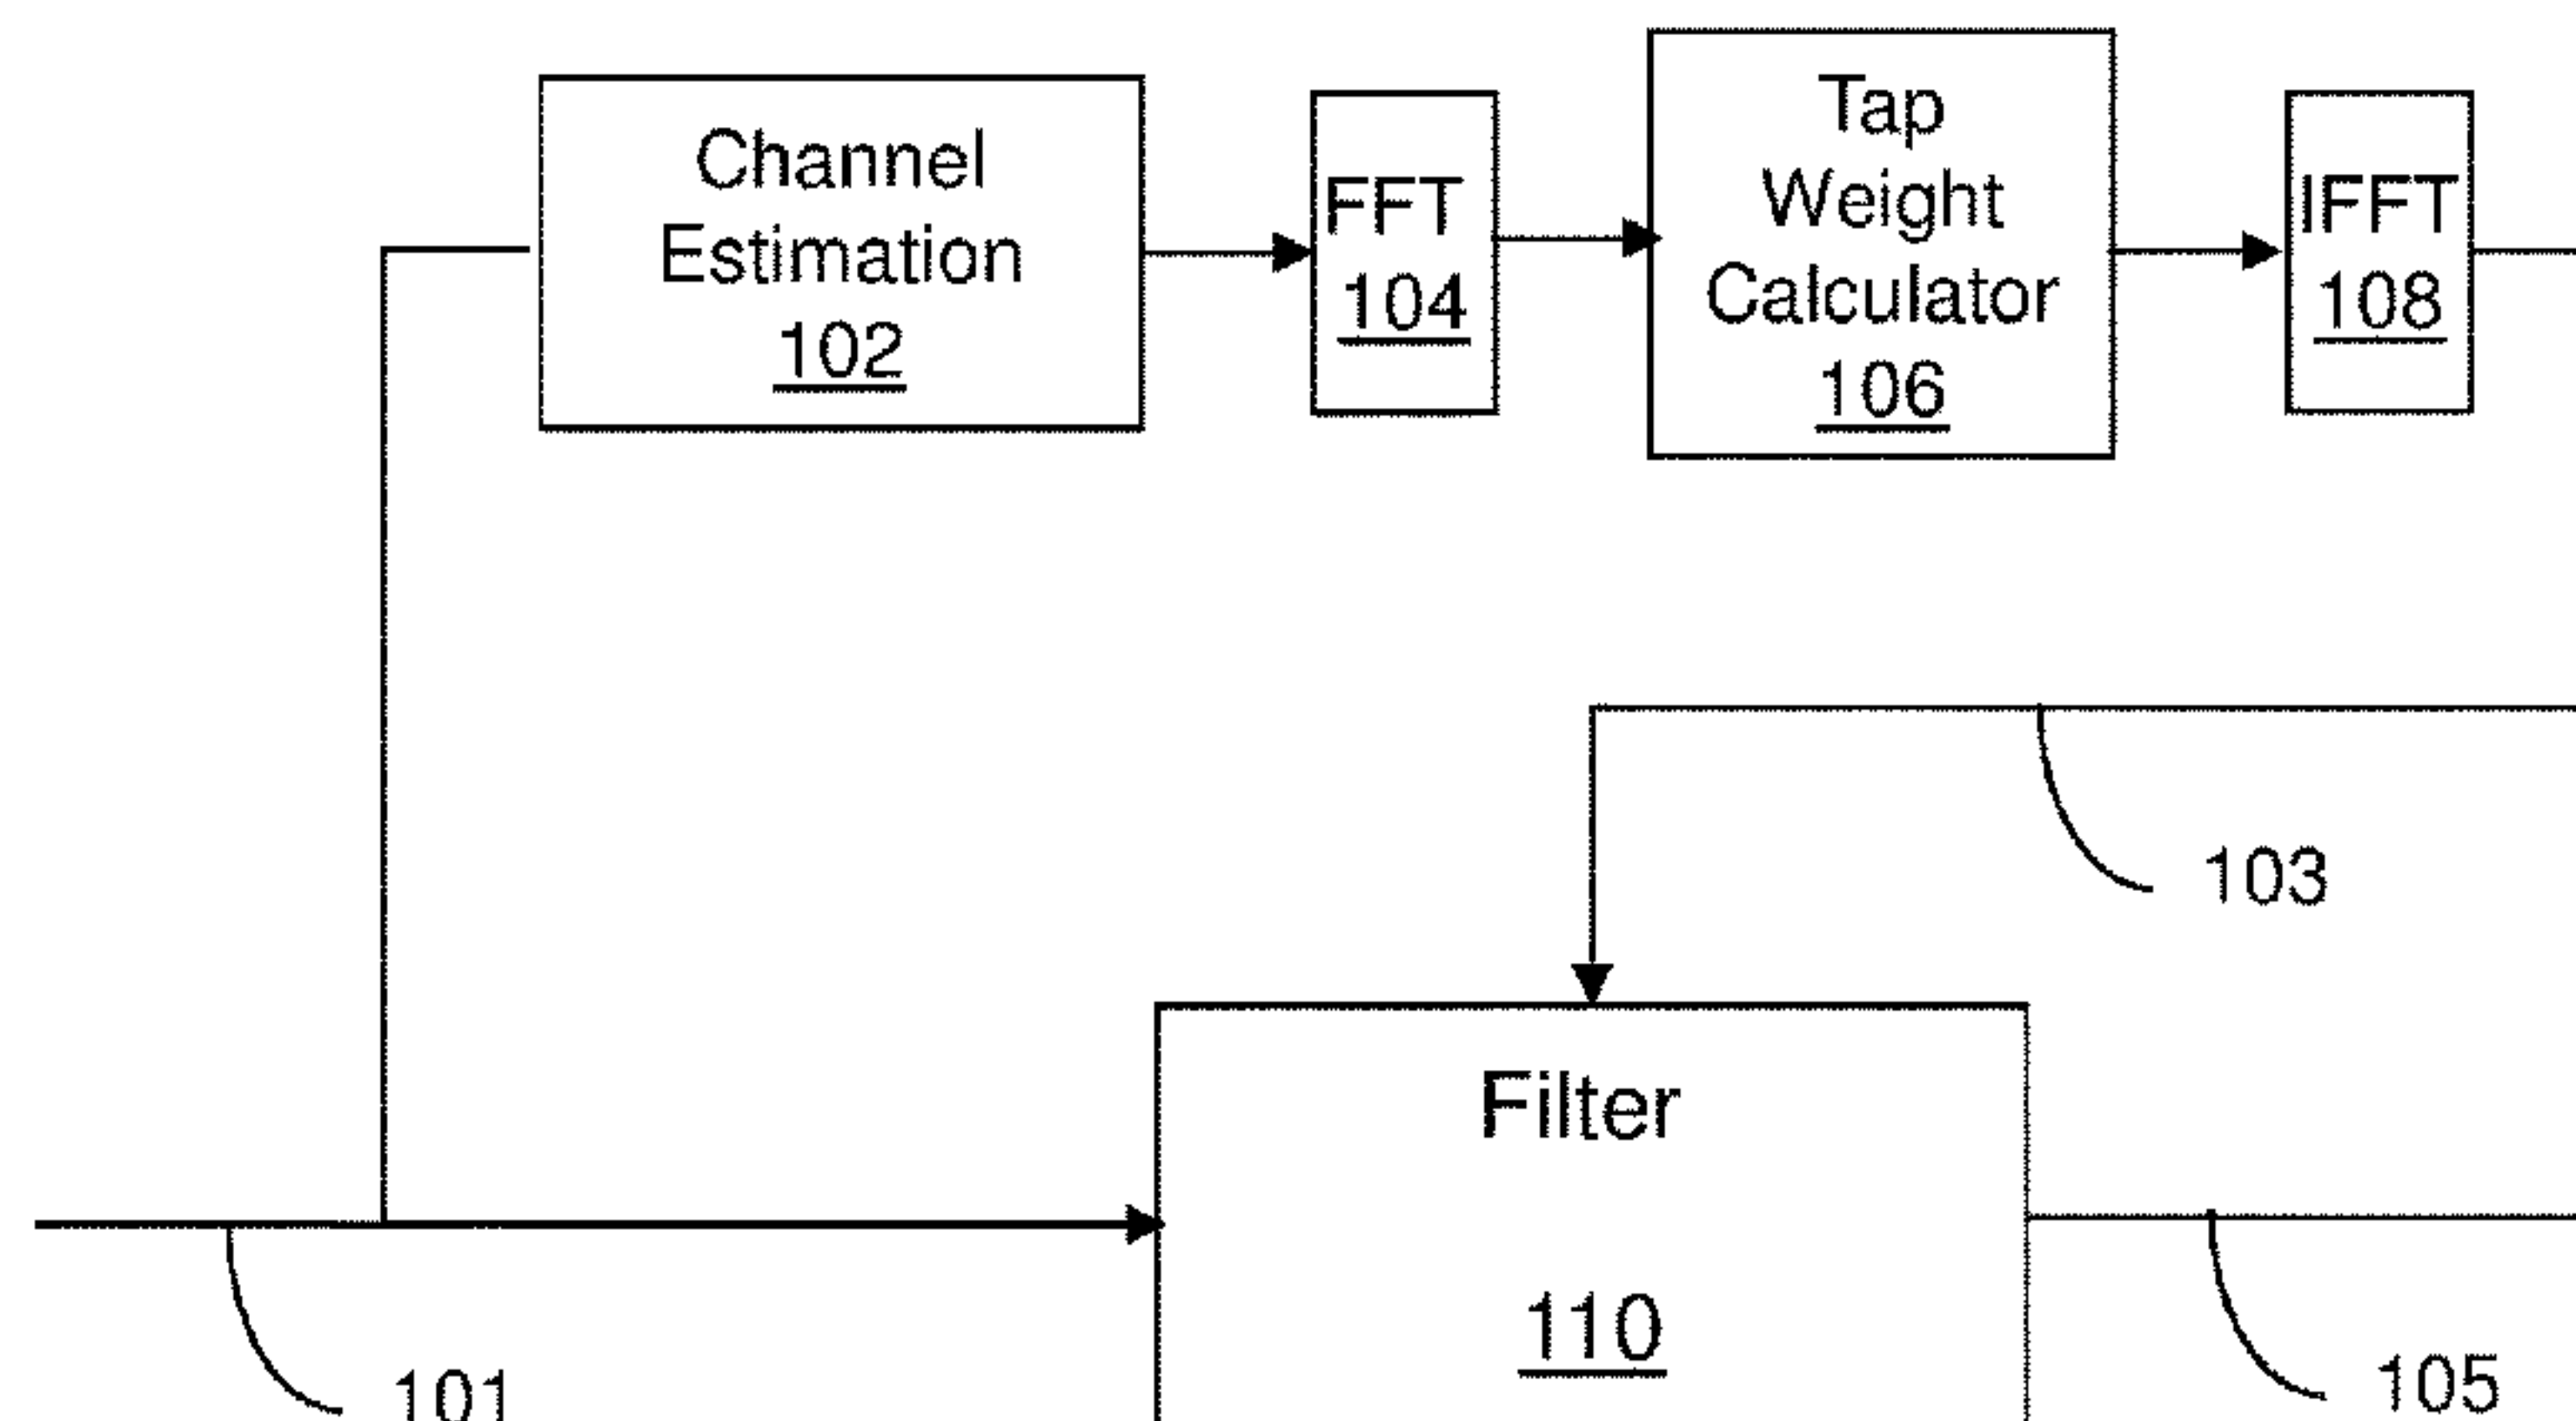 Channel
Estimation
102
FFT
104
Tap
Weight
Calculator
106
IFFT
108
103
Filter
110
101
105